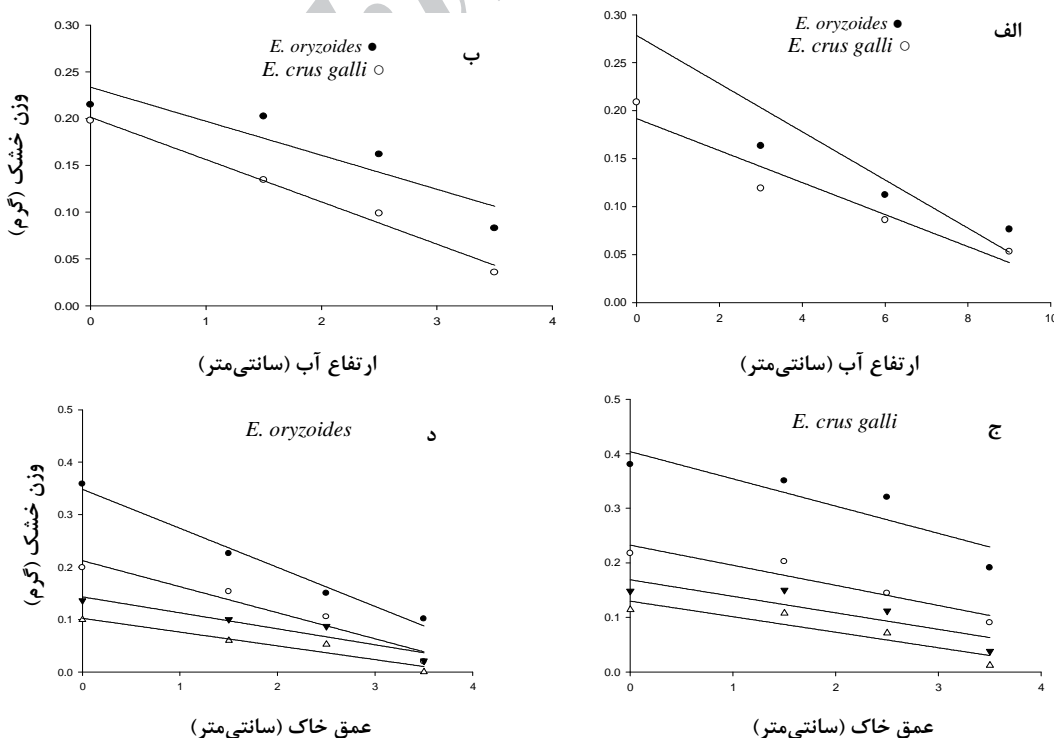 الف
E. oryzoides ●
E. crus galli ○
0.30
0.25
0.20
0.15
0.10
0.05
0.00
0 2 4 6 8 10
ارتفاع آب (سانتی‌متر)
ب
E. oryzoides ●
E. crus galli ○
وزن خشک (گرم)
0.30
0.25
0.20
0.15
0.10
0.05
0.00
0 1 2 3 4
ارتفاع آب (سانتی‌متر)
ج
E. crus galli
0.5
0.4
0.3
0.2
0.1
0.0
0 1 2 3 4
عمق خاک (سانتی‌متر)
د
E. oryzoides
وزن خشک (گرم)
0.5
0.4
0.3
0.2
0.1
0.0
0 1 2 3 4
عمق خاک (سانتی‌متر)